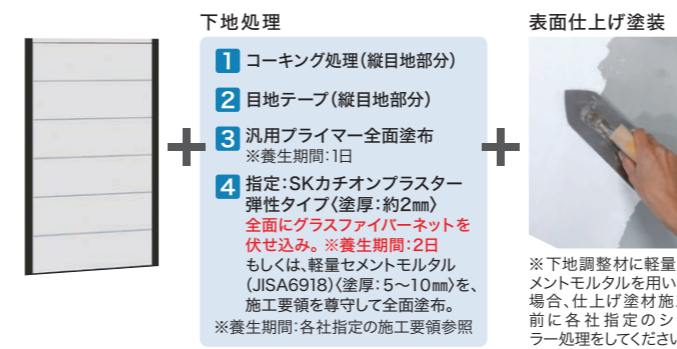 下地処理
1 コーキング処理（縦目地部分）
2 目地テープ（縦目地部分）
3 汎用プライマー全面塗布
※養生期間：1日
4 指定：SKカチオンプラスター
弾性タイプ〈塗厚：約2㎜〉
全面にグラスファイバーネットを
伏せ込み。※養生期間：2日
もしくは、軽量セメントモルタル
（JISA6918）〈塗厚：5〜10㎜〉を、
施工要領を尊守して全面塗布。
※養生期間：各社指定の施工要領参照
表面仕上げ塗装
※下地調整材に軽量
メントモルタルを用い
場合、仕上げ塗材施
前に各社指定のシ
ラー処理をしてください